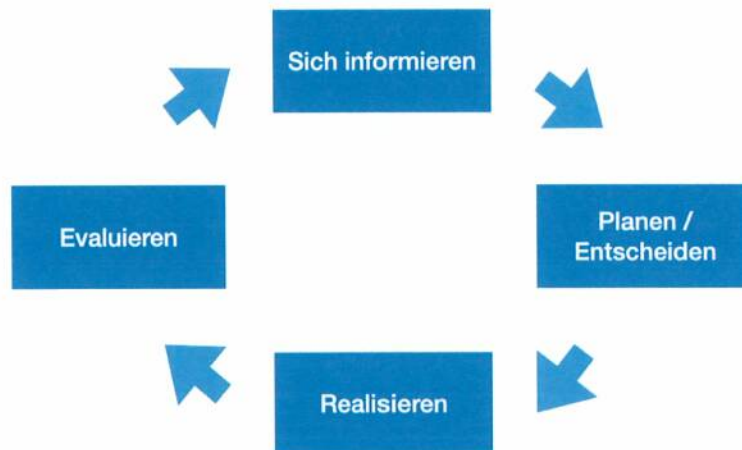 Sich informieren
Planen /
Entscheiden
Realisieren
Evaluieren